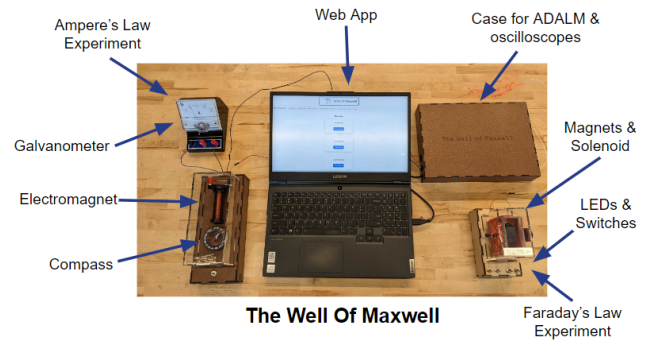 Web App
Ampere's Law
Experiment
Case for ADALM &
oscilloscopes
Galvanometer
Magnets &
Solenoid
The Well Of Maxwell
Electromagnet
LEDs &
Switches
Compass
LENOVO
The Well Of Maxwell
Faraday's Law
Experiment